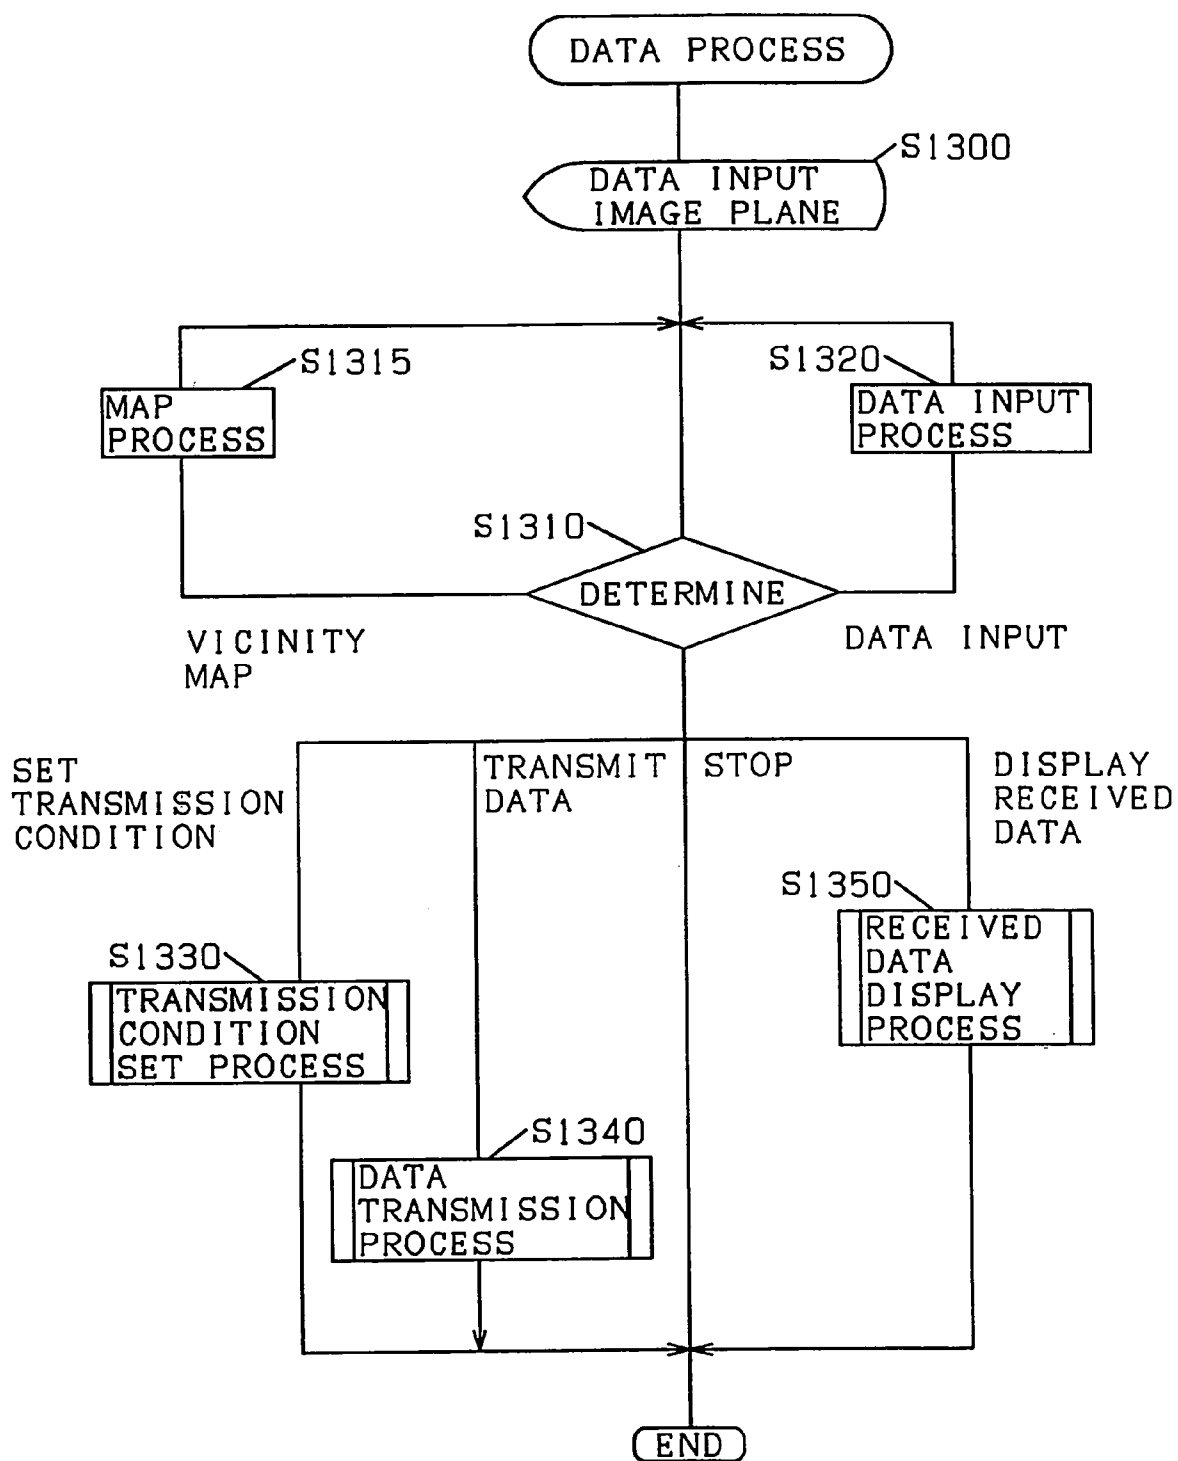 DATA PROCESS
S1300
DATA INPUT
IMAGE PLANE
S1315
S1320
MAP
PROCESS
DATA INPUT
PROCESS
S1310
DETERMINE
VICINITY
MAP
DATA INPUT
SET
TRANSMISSION
CONDITION
TRANSMIT
DATA
STOP
DISPLAY
RECEIVED
DATA
S1350
RECEIVED
DATA
DISPLAY
PROCESS
S1330
TRANSMISSION
CONDITION
SET PROCESS
S1340
DATA
TRANSMISSION
PROCESS
END